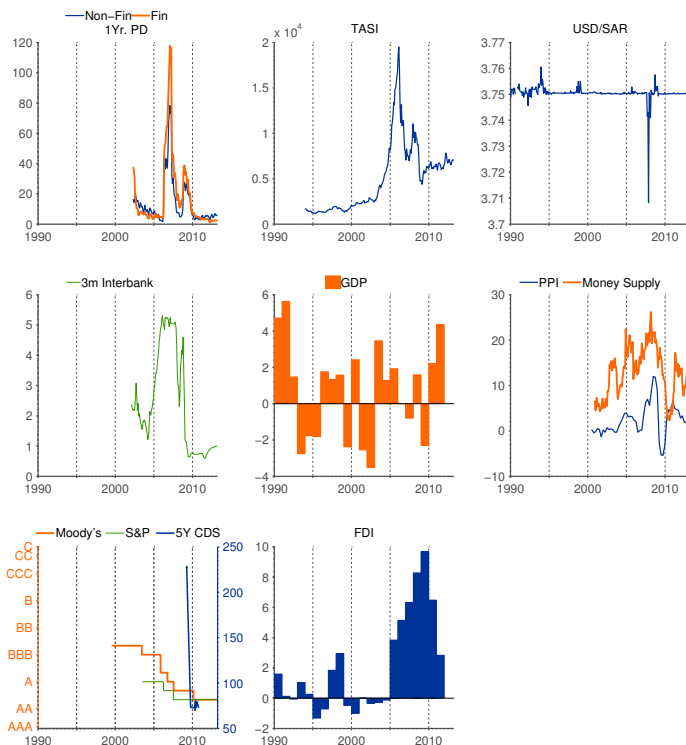 Non-Fin Fin
1Yr. PD
120
100
80
60
40
20
0
1990 2000 2010
TASI
x 10^4
2
1.5
1
0.5
0
1990 2000 2010
USD/SAR
3.77
3.76
3.75
3.74
3.73
3.72
3.71
3.7
1990 2000 2010
3m Interbank
6
5
4
3
2
1
0
1990 2000 2010
GDP
6
4
2
0
−2
−4
1990 2000 2010
PPI Money Supply
30
20
10
0
−10
1990 2000 2010
Moody's S&P 5Y CDS
C
CC
CCC
B
BB
BBB
A
AA
AAA
250
200
150
100
50
1990 2000 2010
FDI
10
8
6
4
2
0
−2
1990 2000 2010